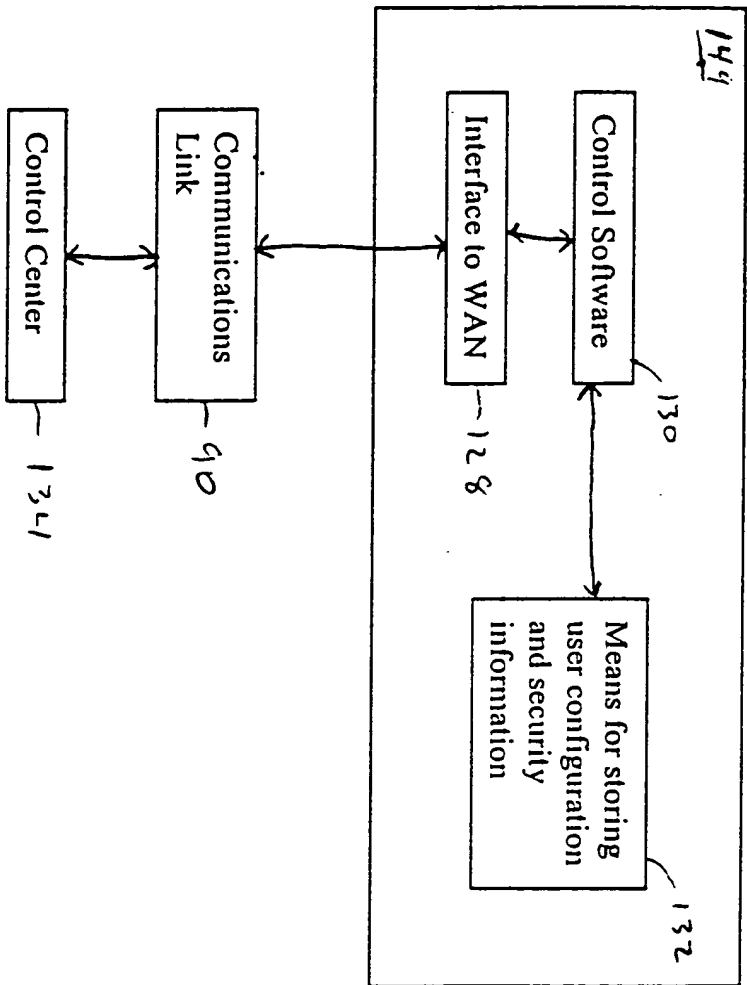 144
Control Software
130
Means for storing
user configuration
and security
information
132
Interface to WAN
128
Communications
Link
90
Control Center
134